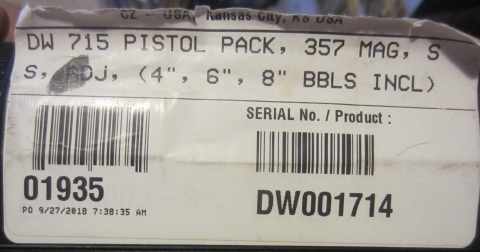 CZ - USA, Kansas City, KS USA
DW 715 PISTOL PACK, 357 MAG, S
S, ADJ, (4", 6", 8" BBLS INCL)
SERIAL No. / Product :
01935
DW001714
PO 9/27/2018 7:38:35 AM